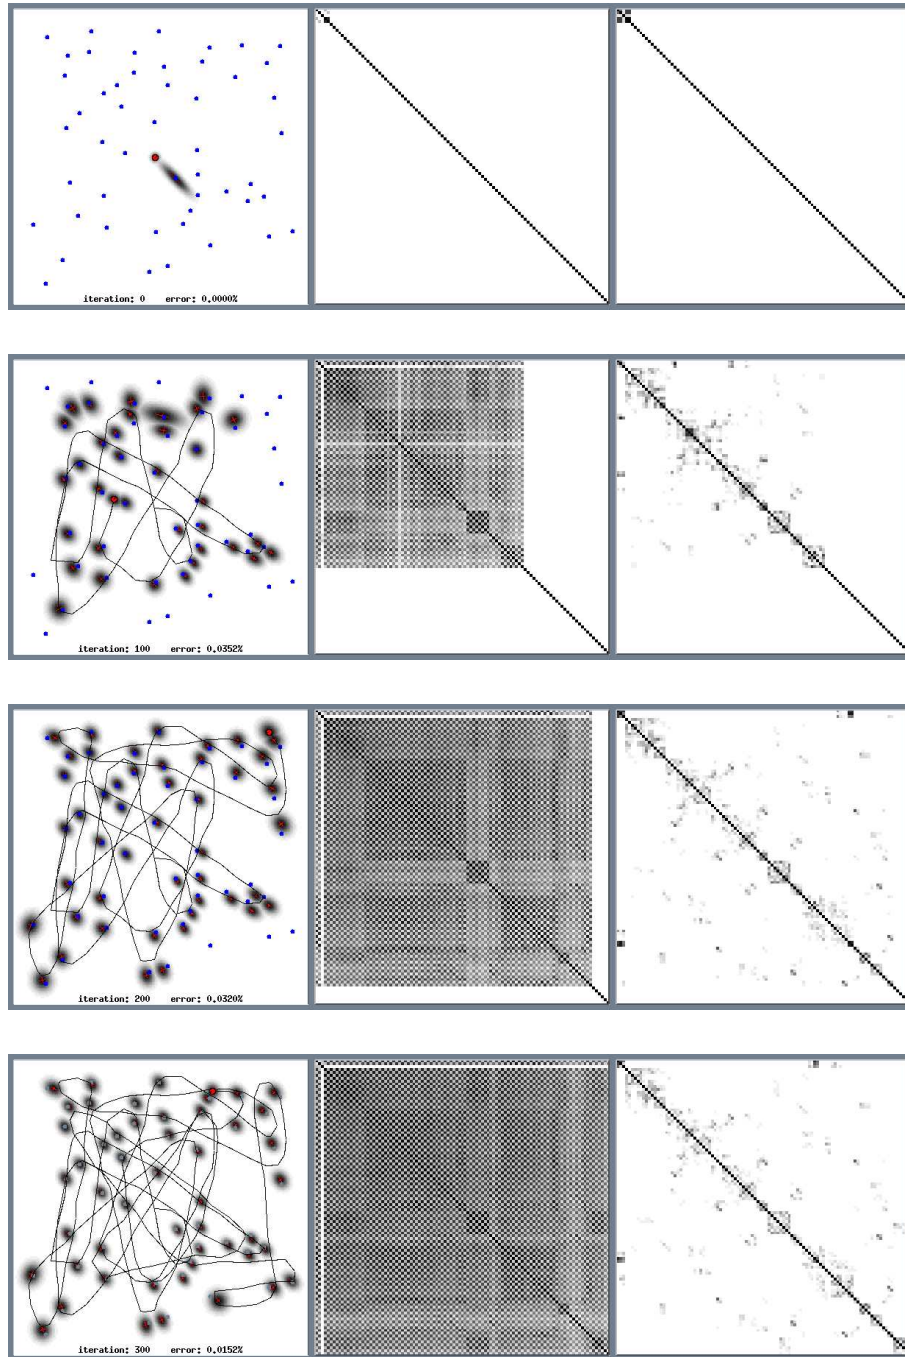 iteration: 0 error: 0.0000%
iteration: 100 error: 0.0352%
iteration: 200 error: 0.0320%
iteration: 300 error: 0.0152%